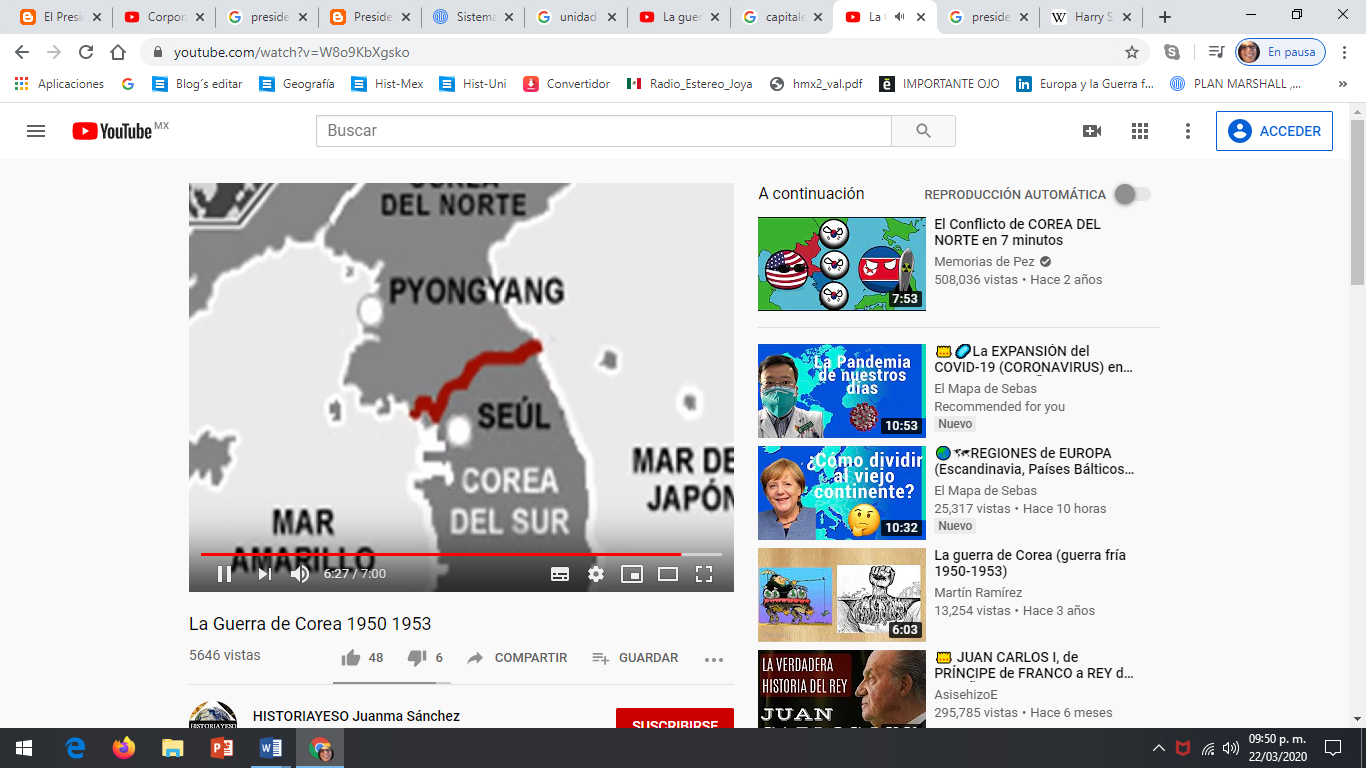 El Presi
Corpor
preside
Preside
Sistema
unidad
La guer
capitale
La
preside
Harry S
youtube.com/watch?v=W8o9KbXgsko
En pausa
Aplicaciones
Blog´s editar
Geografía
Hist-Mex
Hist-Uni
Convertidor
Radio_Estereo_Joya
hmx2_val.pdf
IMPORTANTE OJO
Europa y la Guerra f...
PLAN MARSHALL ,...
YouTube MX
Buscar
ACCEDER
DEL NORTE
PYONGYANG
SEÚL
COREA
DEL SUR
MAR DE
JAPÓN
MAR
AMARILLO
6:27 / 7:00
La Guerra de Corea 1950 1953
5646 vistas
48
6
COMPARTIR
GUARDAR
HISTORIAYESO
HISTORIAYESO Juanma Sánchez
SUSCRIBIRSE
A continuación
REPRODUCCIÓN AUTOMÁTICA
7:53
El Conflicto de COREA DEL
NORTE en 7 minutos
Memorias de Pez
508,036 vistas • Hace 2 años
La Pandemia
de nuestros
días
10:53
La EXPANSIÓN del
COVID-19 (CORONAVIRUS) en...
El Mapa de Sebas
Recommended for you
Nuevo
¿Cómo dividir
al viejo
continente?
10:32
REGIONES de EUROPA
(Escandinavia, Países Bálticos...
El Mapa de Sebas
25,317 vistas • Hace 10 horas
Nuevo
6:03
La guerra de Corea (guerra fría
1950-1953)
Martín Ramírez
13,254 vistas • Hace 3 años
LA VERDADERA
HISTORIA DEL REY
JUAN
JUAN CARLOS I, de
PRÍNCIPE de FRANCO a REY d...
AsisehizoE
295,785 vistas • Hace 6 meses
09:50 p. m.
22/03/2020